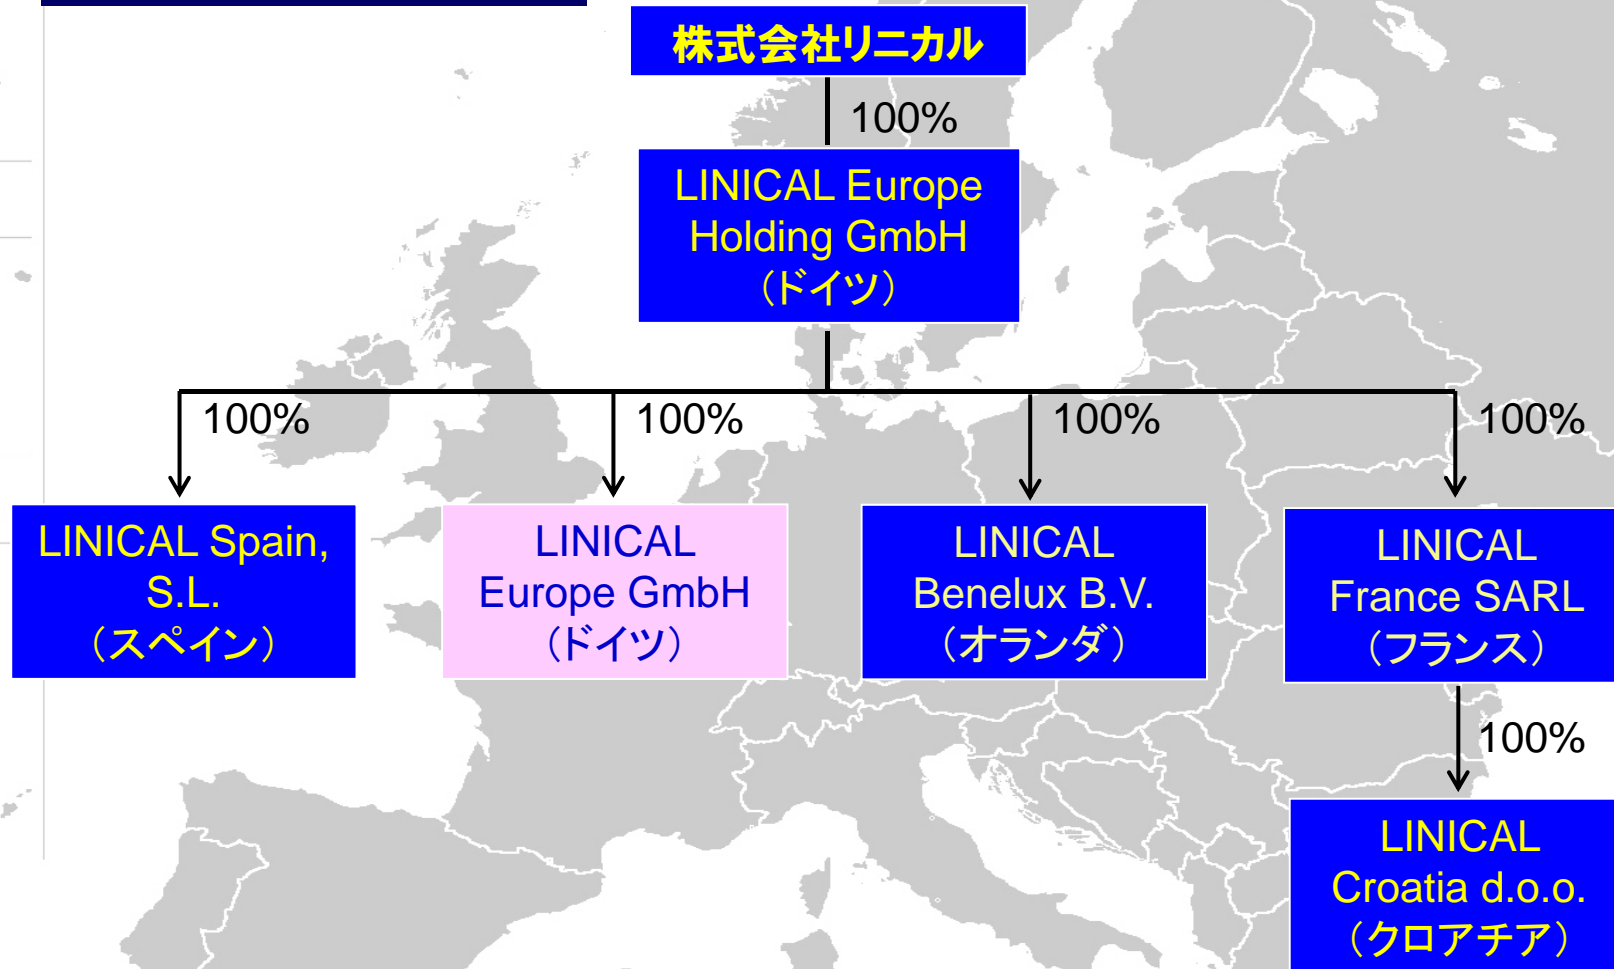 株式会社リニカル
100%
LINICAL Europe
Holding GmbH
（ドイツ）
100%
100%
100%
100%
LINICAL Spain,
S.L.
（スペイン）
LINICAL
Europe GmbH
（ドイツ）
LINICAL
Benelux B.V.
（オランダ）
LINICAL
France SARL
（フランス）
100%
LINICAL
Croatia d.o.o.
（クロアチア）